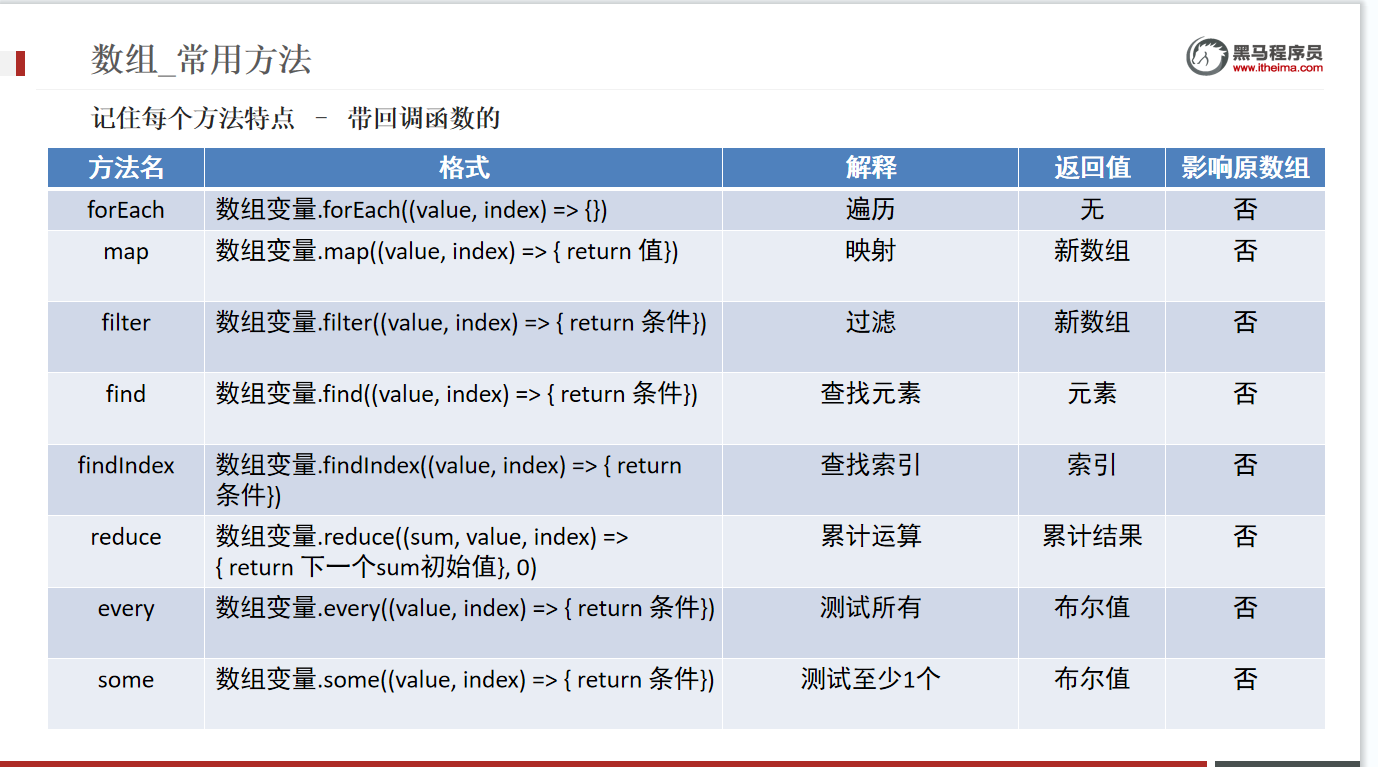 数组_常用方法
黑马程序员
www.itheima.com
记住每个方法特点 - 带回调函数的
方法名 格式 解释 返回值 影响原数组
forEach 数组变量.forEach((value, index) => {}) 遍历 无 否
map 数组变量.map((value, index) => { return 值}) 映射 新数组 否
filter 数组变量.filter((value, index) => { return 条件}) 过滤 新数组 否
find 数组变量.find((value, index) => { return 条件}) 查找元素 元素 否
findIndex 数组变量.findIndex((value, index) => { return 查找索引 索引 否
条件})
reduce 数组变量.reduce((sum, value, index) => 累计运算 累计结果 否
{ return 下一个sum初始值}, 0)
every 数组变量.every((value, index) => { return 条件}) 测试所有 布尔值 否
some 数组变量.some((value, index) => { return 条件}) 测试至少1个 布尔值 否